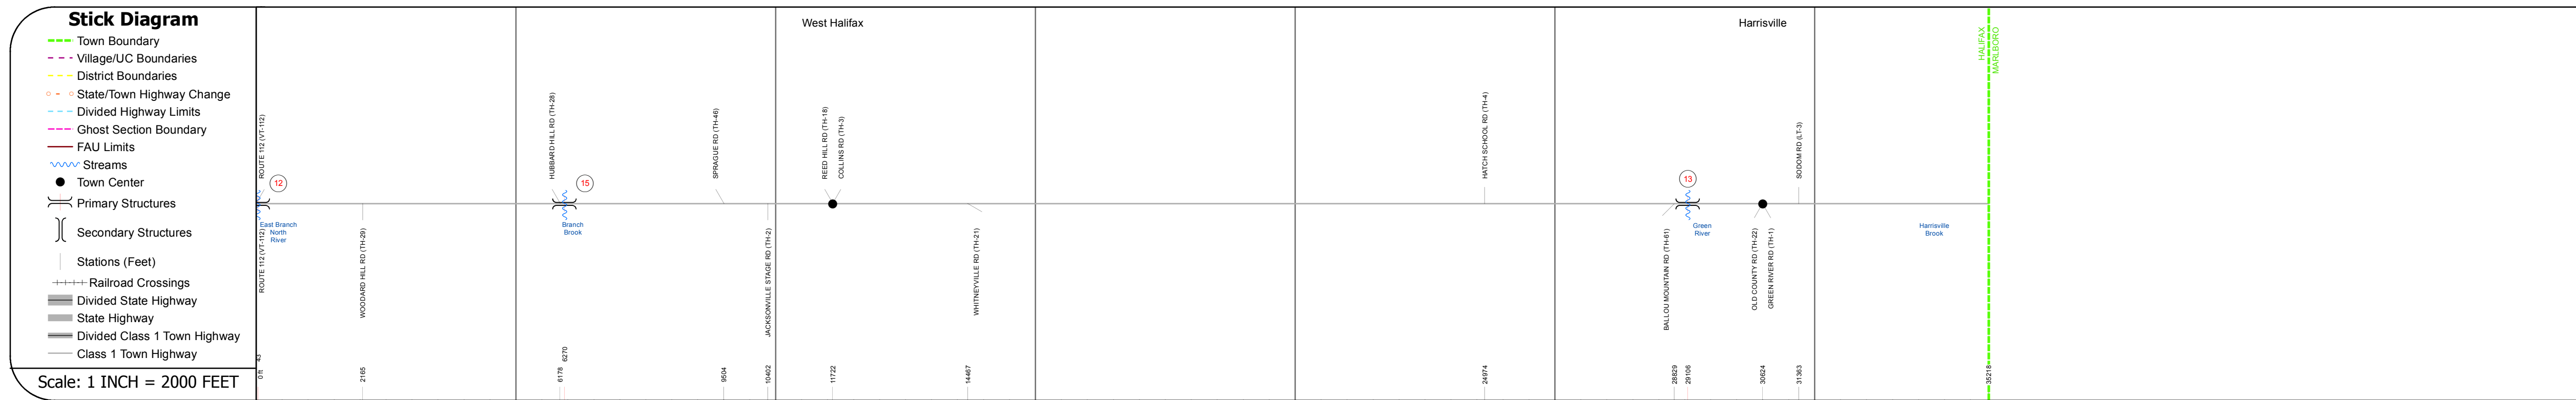 Stick Diagram
Town Boundary
Village/UC Boundaries
District Boundaries
State/Town Highway Change
Divided Highway Limits
Ghost Section Boundary
FAU Limits
Streams
Town Center
Primary Structures
Secondary Structures
Stations (Feet)
Railroad Crossings
Divided State Highway
State Highway
Divided Class 1 Town Highway
Class 1 Town Highway
Scale: 1 INCH = 2000 FEET
West Halifax
Harrisville
HALIFAX
MARLBORO
ROUTE 112 (VT-112)
HUBBARD HILL RD (TH-28)
SPRAGUE RD (TH-46)
REED HILL RD (TH-18)
COLLINS RD (TH-3)
HATCH SCHOOL RD (TH-4)
SODOM RD (LT-3)
12
15
13
East Branch
North
River
Branch
Brook
Green
River
Harrisville
Brook
ROUTE 112 (VT-112)
WOODARD HILL RD (TH-29)
JACKSONVILLE STAGE RD (TH-2)
WHITNEYVILLE RD (TH-21)
BALLOU MOUNTAIN RD (TH-61)
OLD COUNTY RD (TH-22)
GREEN RIVER RD (TH-1)
0 ft
43
2165
6178
6270
9504
10402
11722
14467
24974
28829
29106
30624
31363
35218